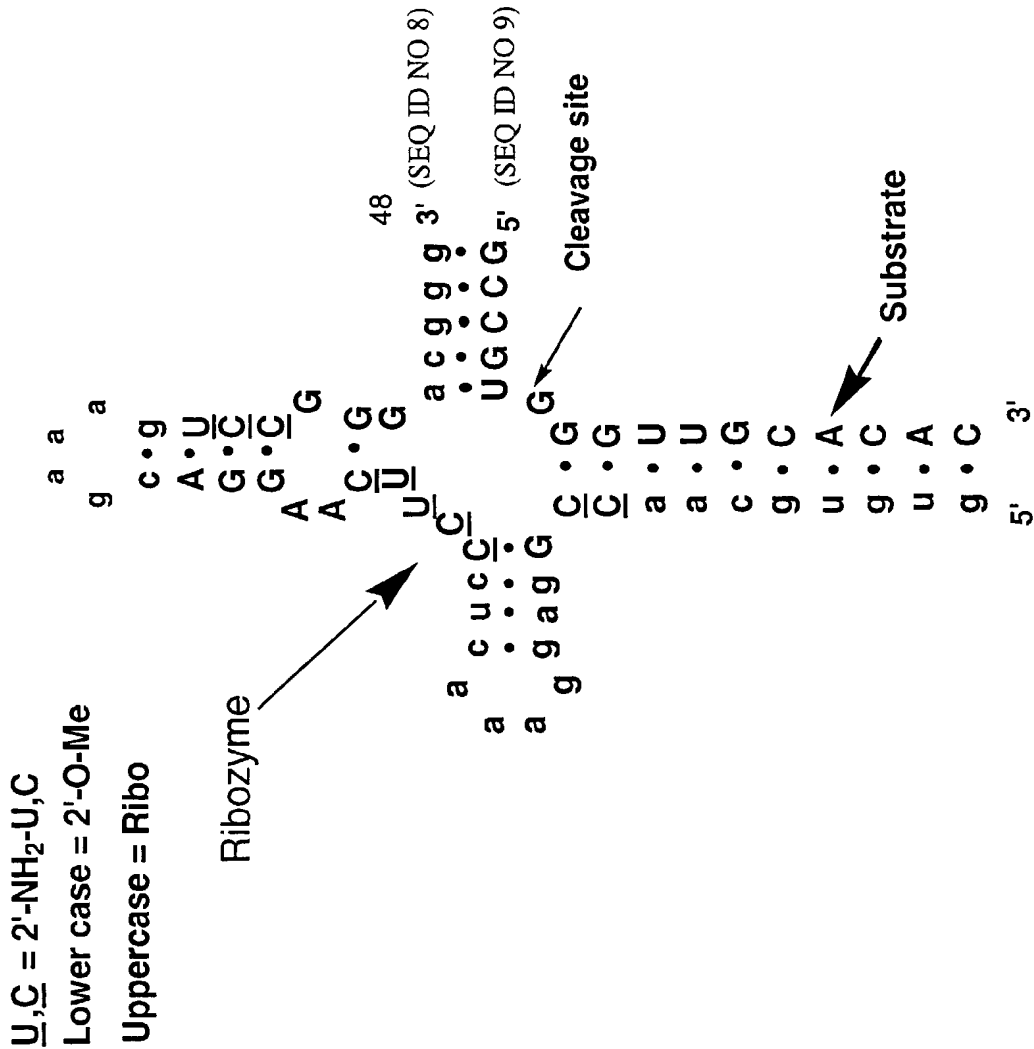 U,C = 2'-NH2-U,C
Lower case = 2'-O-Me
Uppercase = Ribo
a a
g a
c • g
A • U
G • C
G • C
A G
A
C • G
U G
U
C
Ribozyme
48
a c g g g 3' (SEQ ID NO 8)
• • • • •
U G C C G 5' (SEQ ID NO 9)
a c u c C
a • • • •
a g g a g G
G
Cleavage site
C • G
C • G
a • U
a • U
c • G
g • C
u • A
g • C
u • A
g • C
5' 3'
Substrate